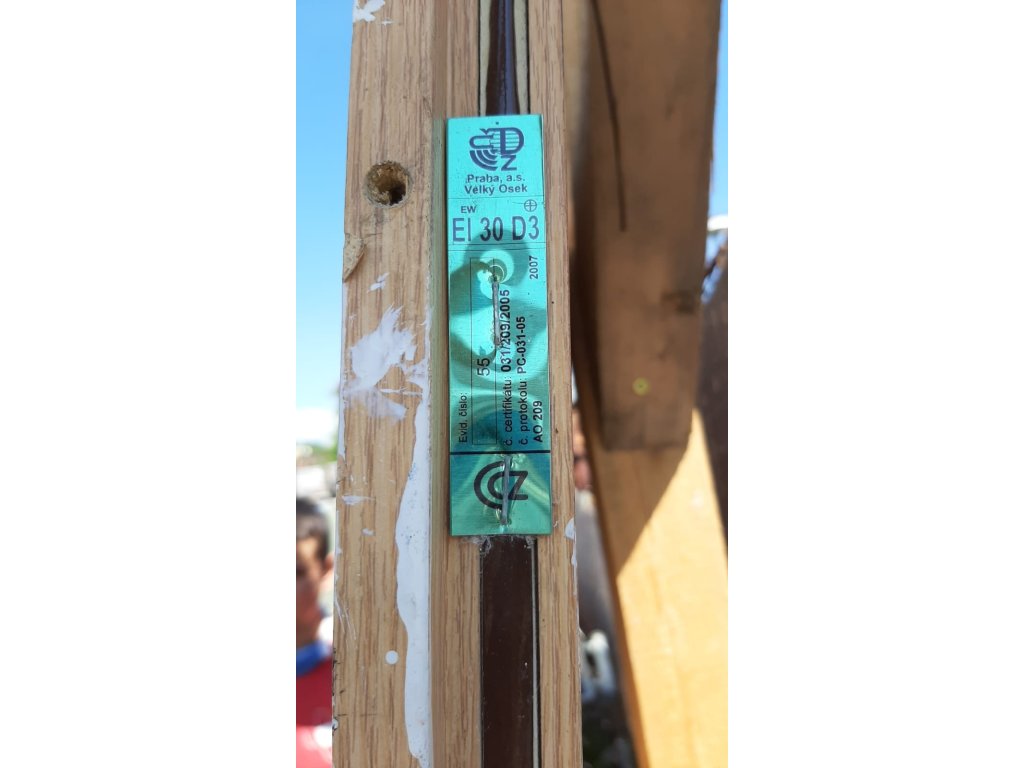 ČDZ
Praha, a.s.
Velký Osek
EW
EI 30 D3
2007
Evid. číslo:
55
č. certifikátu: 031/209/2005
č. protokolu: PC-031-05
AO 209